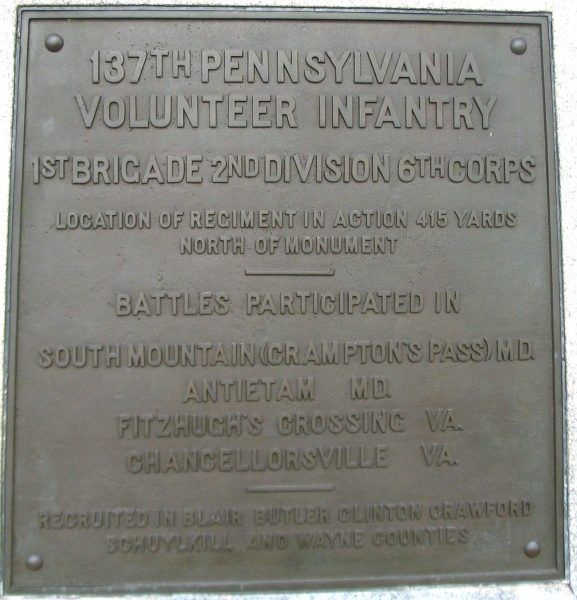 137TH PENNSYLVANIA
VOLUNTEER INFANTRY
1ST BRIGADE 2ND DIVISION 6TH CORPS
LOCATION OF REGIMENT IN ACTION 415 YARDS
NORTH OF MONUMENT
BATTLES PARTICIPATED IN
SOUTH MOUNTAIN (CRAMPTON'S PASS) MD.
ANTIETAM MD.
FITZHUGH'S CROSSING VA.
CHANCELLORSVILLE VA.
RECRUITED IN BLAIR BUTLER CLINTON CRAWFORD
SCHUYLKILL AND WAYNE COUNTIES